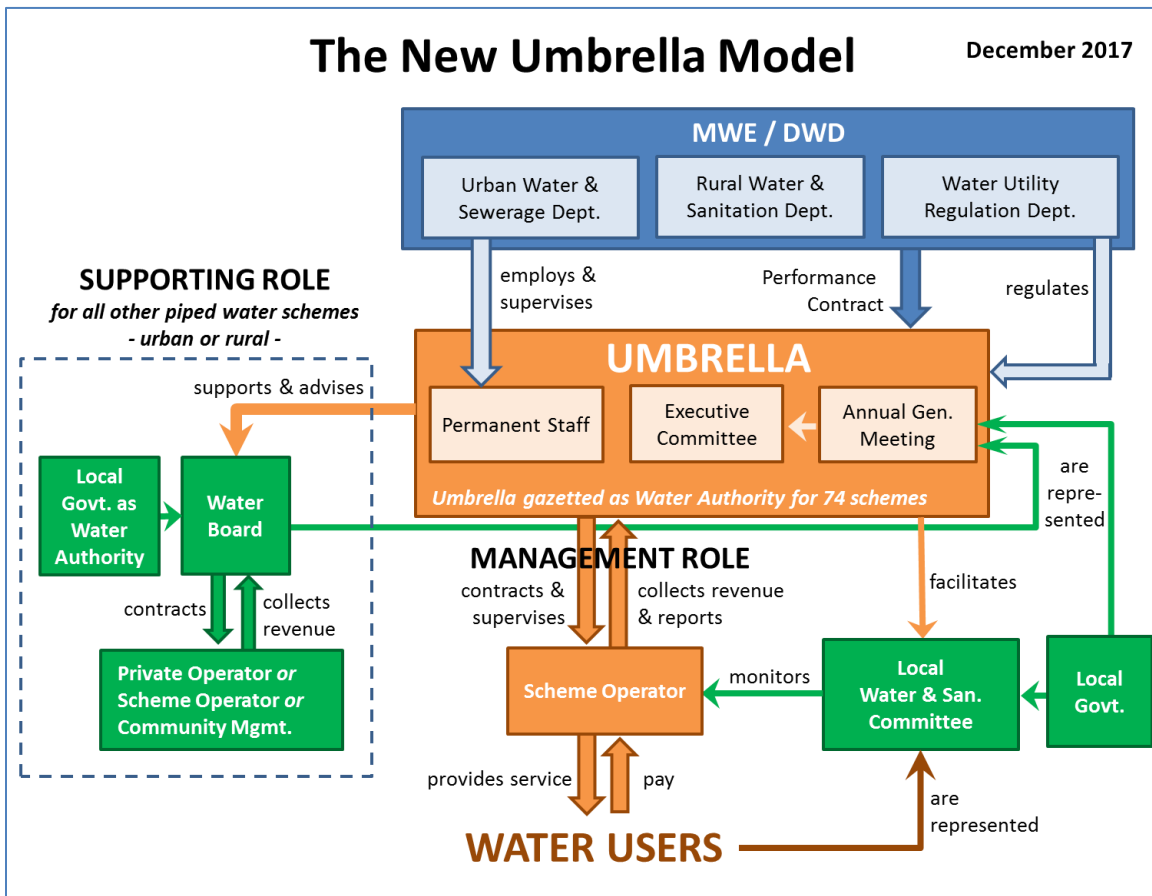 The New Umbrella Model
December 2017
MWE / DWD
Urban Water &
Sewerage Dept.
Rural Water &
Sanitation Dept.
Water Utility
Regulation Dept.
employs &
supervises
Performance
Contract
regulates
SUPPORTING ROLE
for all other piped water schemes
- urban or rural -
supports & advises
UMBRELLA
Permanent Staff
Executive
Committee
Annual Gen.
Meeting
Umbrella gazetted as Water Authority for 74 schemes
Local
Govt. as
Water
Authority
Water
Board
are
repre-
sented
MANAGEMENT ROLE
contracts &
supervises
collects revenue
& reports
facilitates
contracts
collects
revenue
Private Operator or
Scheme Operator or
Community Mgmt.
Scheme Operator
monitors
Local
Water & San.
Committee
Local
Govt.
provides service
pay
are
represented
WATER USERS